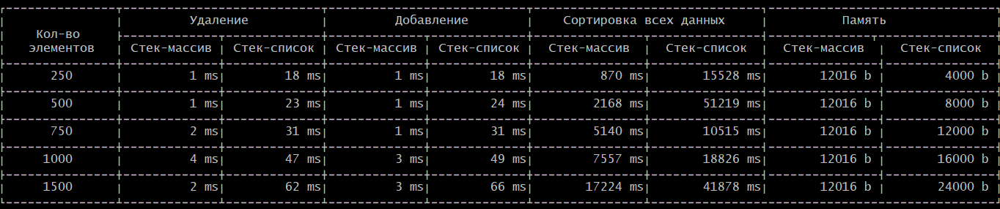 Удаление Добавление Сортировка всех данных Память
Кол-во
элементов Стек-массив Стек-список Стек-массив Стек-список Стек-массив Стек-список Стек-массив Стек-список
250 1 ms 18 ms 1 ms 18 ms 870 ms 15528 ms 12016 b 4000 b
500 1 ms 23 ms 1 ms 24 ms 2168 ms 51219 ms 12016 b 8000 b
750 2 ms 31 ms 1 ms 31 ms 5140 ms 10515 ms 12016 b 12000 b
1000 4 ms 47 ms 3 ms 49 ms 7557 ms 18826 ms 12016 b 16000 b
1500 2 ms 62 ms 3 ms 66 ms 17224 ms 41878 ms 12016 b 24000 b